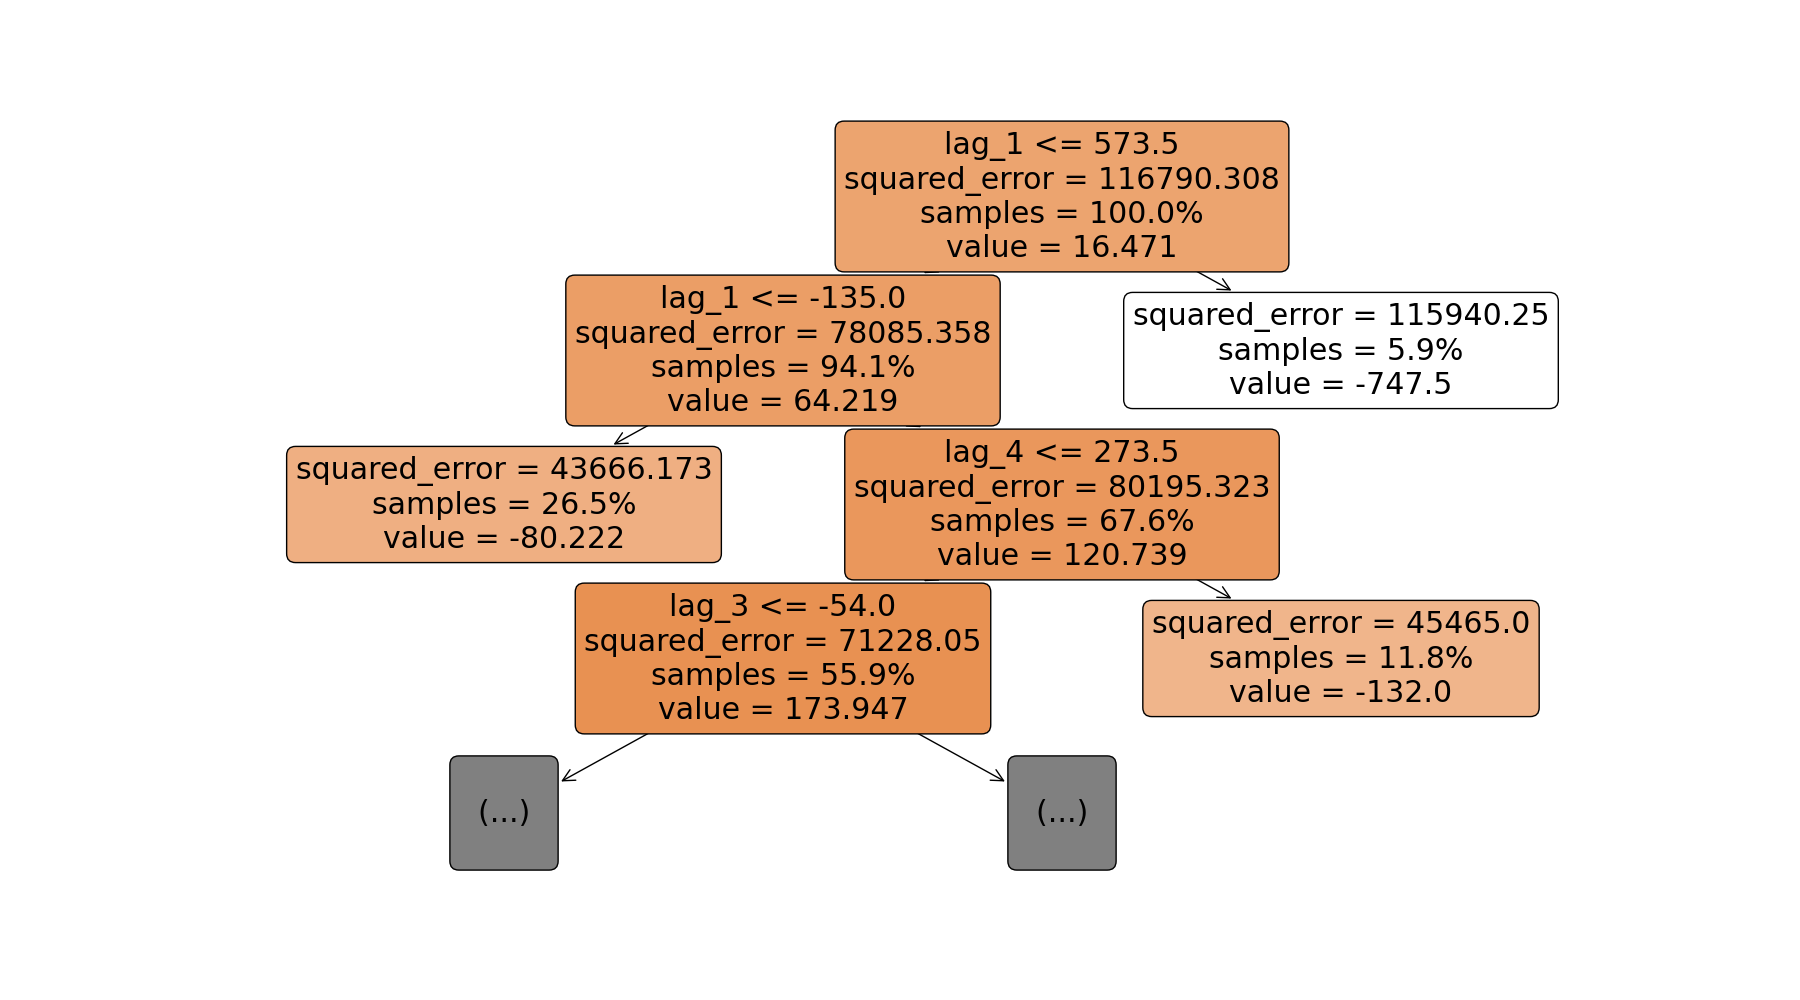 lag_1 <= 573.5
squared_error = 116790.308
samples = 100.0%
value = 16.471
lag_1 <= -135.0
squared_error = 78085.358
samples = 94.1%
value = 64.219
squared_error = 115940.25
samples = 5.9%
value = -747.5
squared_error = 43666.173
samples = 26.5%
value = -80.222
lag_4 <= 273.5
squared_error = 80195.323
samples = 67.6%
value = 120.739
lag_3 <= -54.0
squared_error = 71228.05
samples = 55.9%
value = 173.947
squared_error = 45465.0
samples = 11.8%
value = -132.0
(...)
(...)